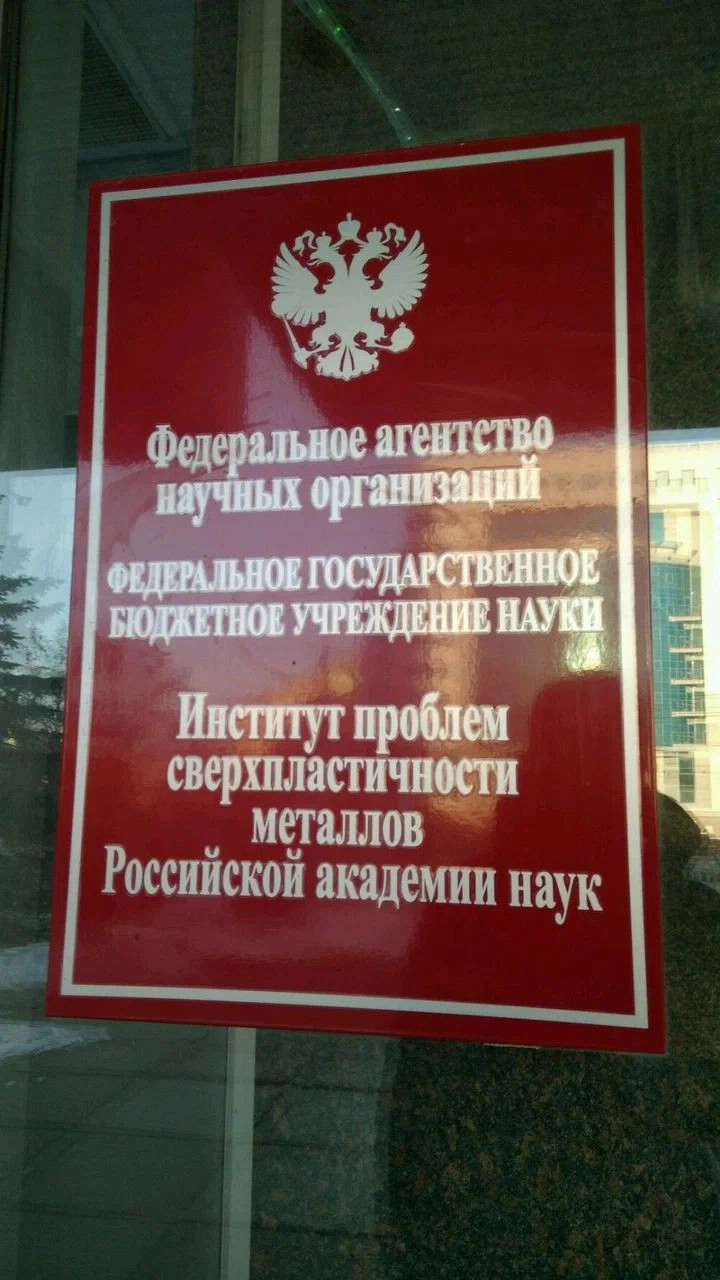 Федеральное агентство
научных организаций
ФЕДЕРАЛЬНОЕ ГОСУДАРСТВЕННОЕ
БЮДЖЕТНОЕ УЧРЕЖДЕНИЕ НАУКИ
Институт проблем
сверхпластичности
металлов
Российской академии наук